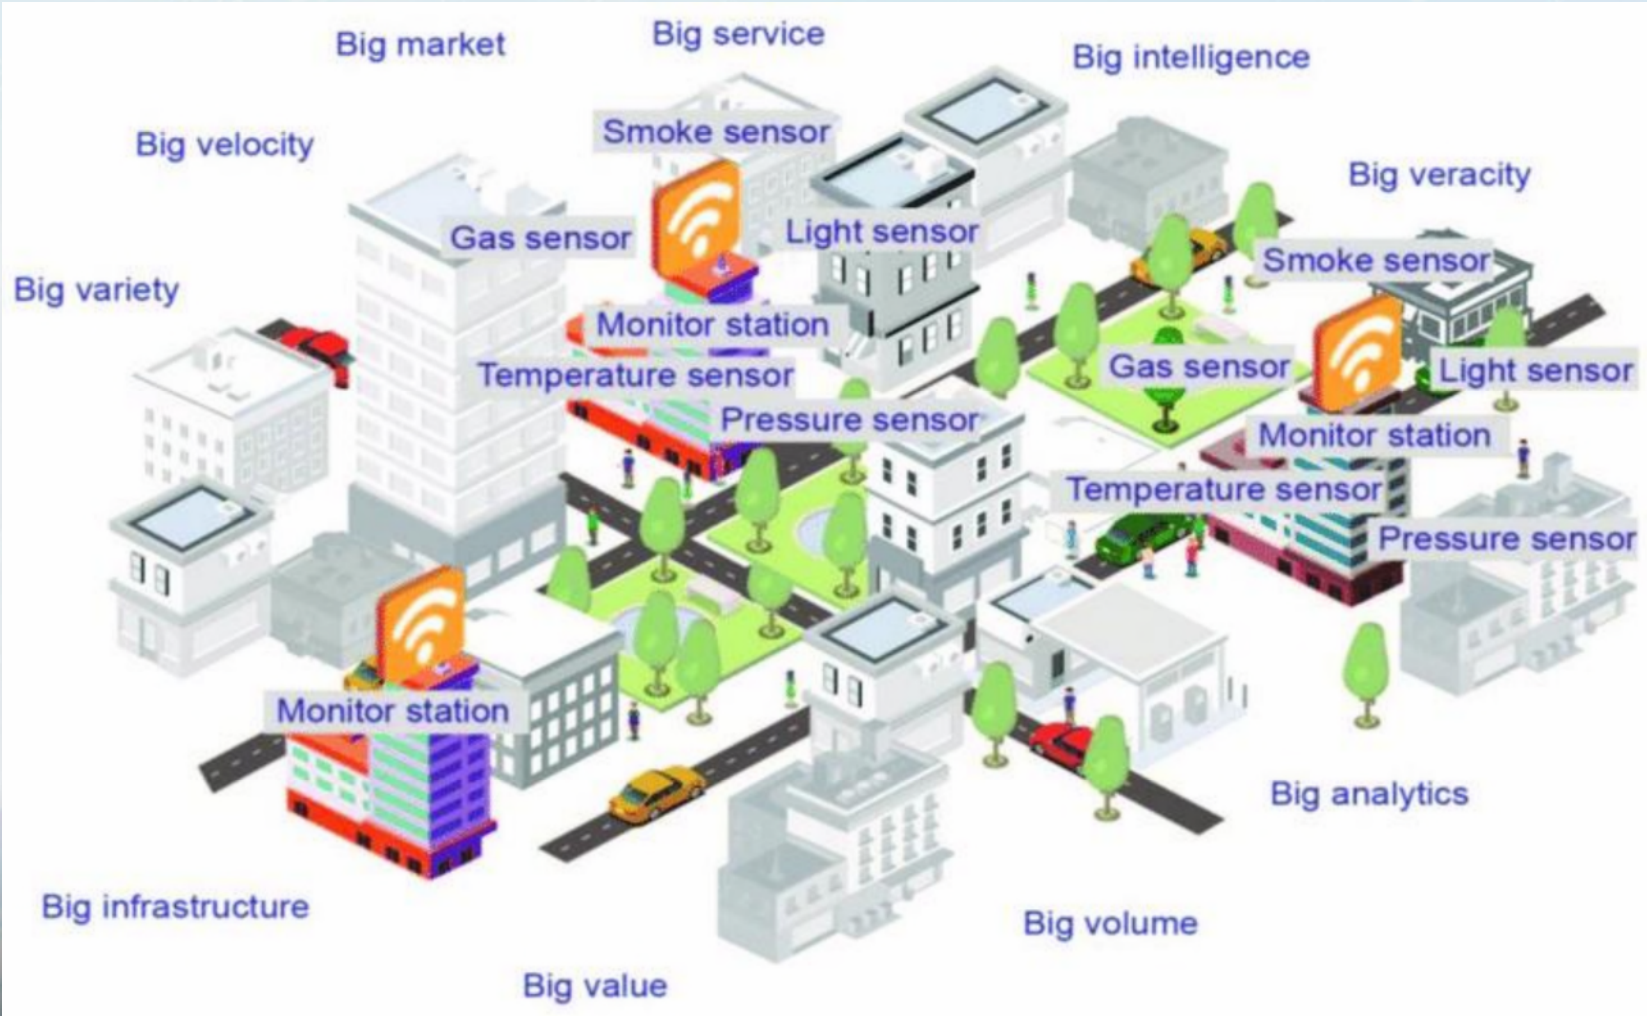 Big service
Big market
Big intelligence
Smoke sensor
Big velocity
Big veracity
Light sensor
Gas sensor
Smoke sensor
Big variety
Monitor station
Gas sensor
Light sensor
Temperature sensor
Pressure sensor
Monitor station
Temperature sensor
Pressure sensor
Monitor station
Big analytics
Big infrastructure
Big volume
Big value